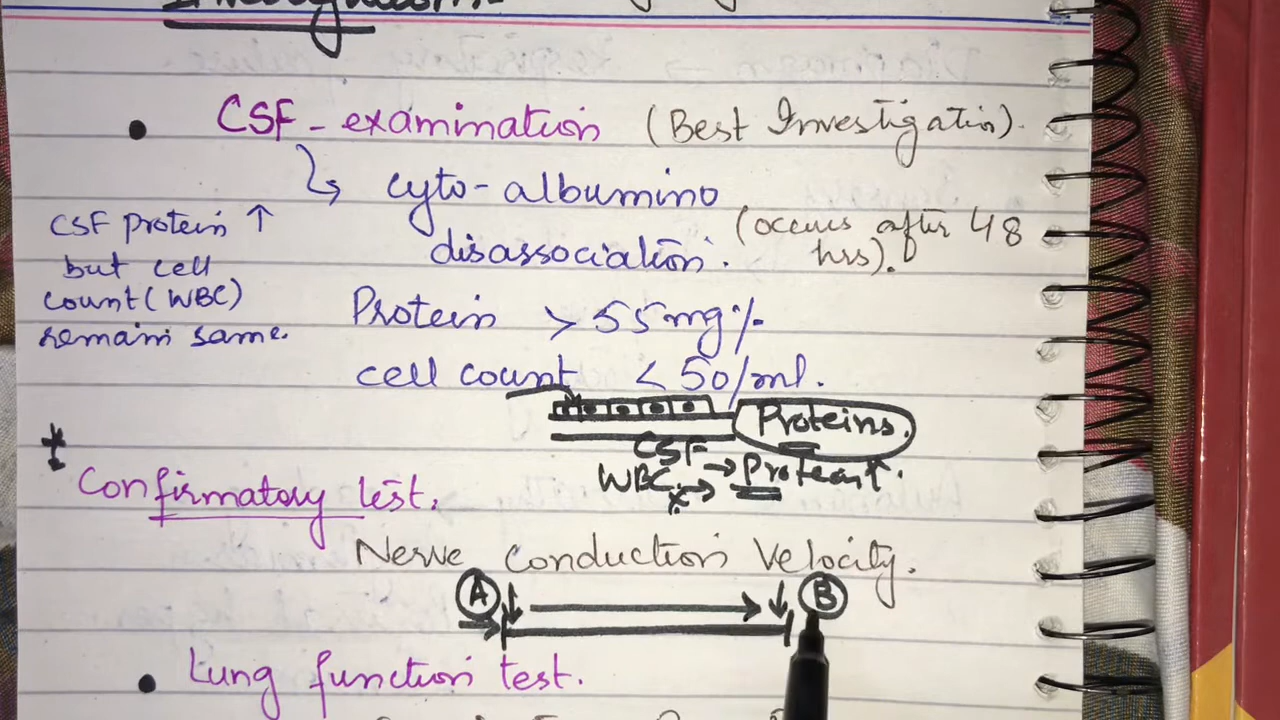 CSF - examination (Best Investigation).
cyto - albumino
disassociation. (occurs after 48 hrs).
CSF protein ↑
but cell
count (WBC)
remain same.
Protein > 55 mg%
cell count < 50/ml.
Proteins.
CSF
WBC → Protein ↑.
Confirmatory test.
Nerve conduction Velocity.
A B
Lung function test.